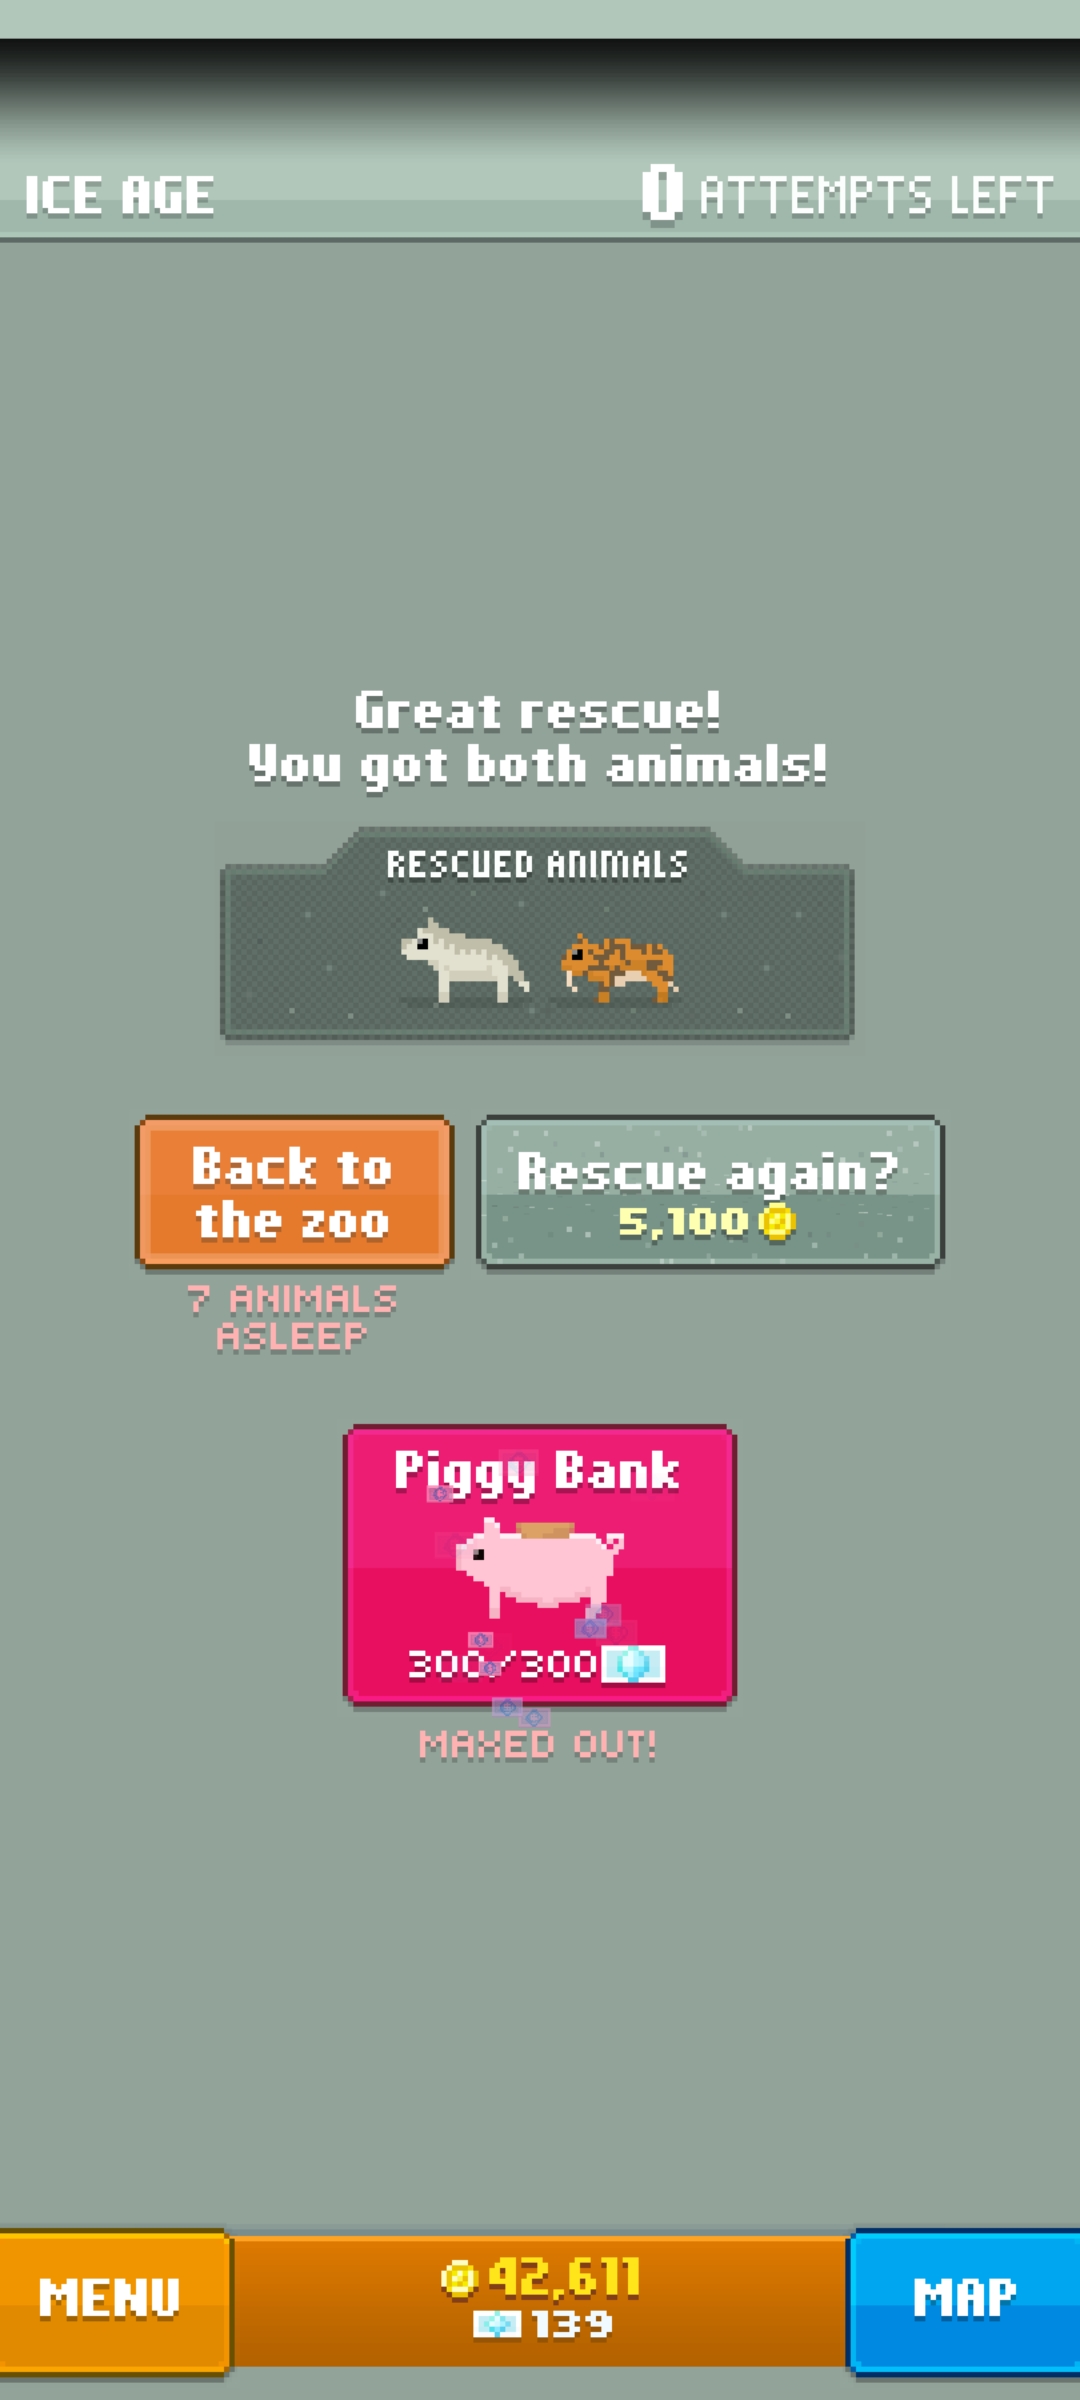 ICE AGE
0 ATTEMPTS LEFT
Great rescue!
You got both animals!
RESCUED ANIMALS
Back to
the zoo
Rescue again?
5,100
7 ANIMALS
ASLEEP
Piggy Bank
300/300
MAXED OUT!
MENU
42,611
139
MAP